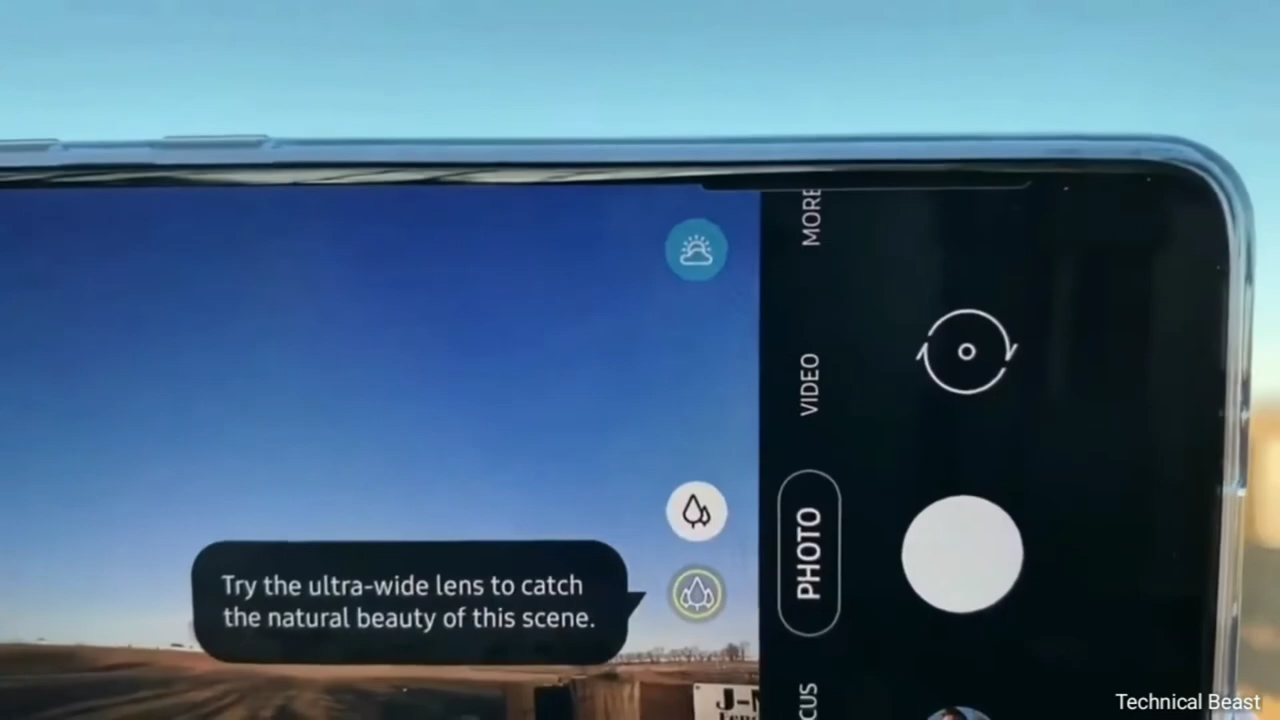 MORE
VIDEO
PHOTO
Try the ultra-wide lens to catch
the natural beauty of this scene.
Technical Beast